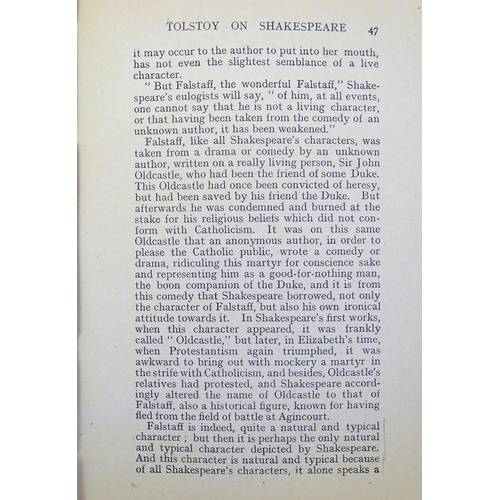 TOLSTOY ON SHAKESPEARE 47
it may occur to the author to put into her mouth,
has not even the slightest semblance of a live
character.
" But Falstaff, the wonderful Falstaff," Shake-
speare's eulogists will say, " of him, at all events,
one cannot say that he is not a living character,
or that having been taken from the comedy of an
unknown author, it has been weakened."
Falstaff, like all Shakespeare's characters, was
taken from a drama or comedy by an unknown
author, written on a really living person, Sir John
Oldcastle, who had been the friend of some Duke.
This Oldcastle had once been convicted of heresy,
but had been saved by his friend the Duke. But
afterwards he was condemned and burned at the
stake for his religious beliefs which did not con-
form with Catholicism. It was on this same
Oldcastle that an anonymous author, in order to
please the Catholic public, wrote a comedy or
drama, ridiculing this martyr for conscience sake
and representing him as a good-for-nothing man,
the boon companion of the Duke, and it is from
this comedy that Shakespeare borrowed, not only
the character of Falstaff, but also his own ironical
attitude towards it. In Shakespeare's first works,
when this character appeared, it was frankly
called " Oldcastle," but later, in Elizabeth's time,
when Protestantism again triumphed, it was
awkward to bring out with mockery a martyr in
the strife with Catholicism, and besides, Oldcastle's
relatives had protested, and Shakespeare accord-
ingly altered the name of Oldcastle to that of
Falstaff, also a historical figure, known for having
fled from the field of battle at Agincourt.
Falstaff is indeed, quite a natural and typical
character ; but then it is perhaps the only natural
and typical character depicted by Shakespeare.
And this character is natural and typical because
of all Shakespeare's characters, it alone speaks a